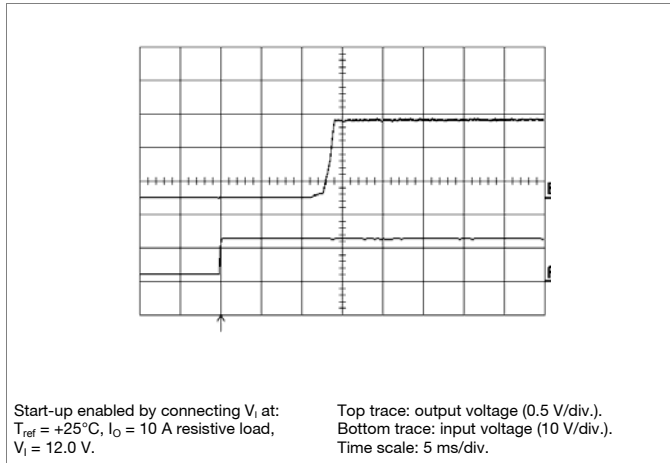 Start-up enabled by connecting V_I at:
T_ref = +25°C, I_O = 10 A resistive load,
V_I = 12.0 V.
Top trace: output voltage (0.5 V/div.).
Bottom trace: input voltage (10 V/div.).
Time scale: 5 ms/div.